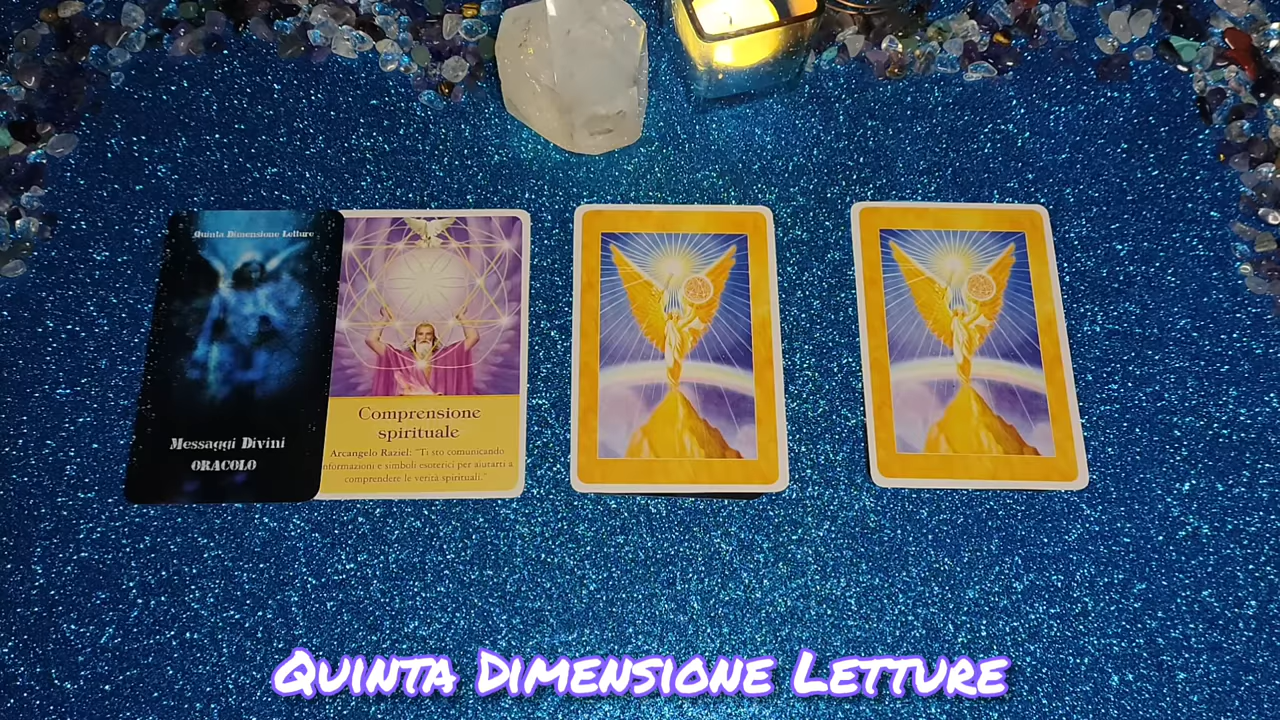 Quinta Dimensione Letture
Messaggi Divini
ORACOLO
Comprensione
spirituale
Arcangelo Raziel: "Ti sto comunicando
informazioni e simboli esoterici per aiutarti a
comprendere le verità spirituali."
QUINTA DIMENSIONE LETTURE